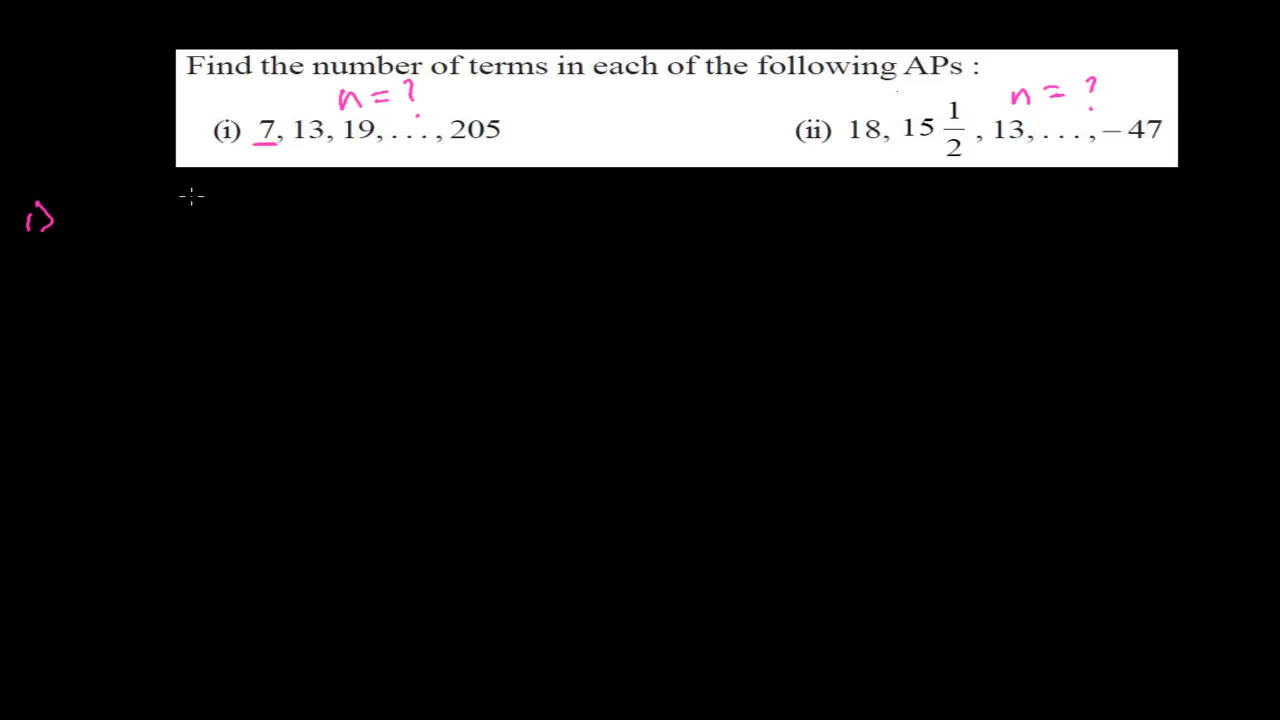 Find the number of terms in each of the following APs :
n = ? n = ?
(i) 7, 13, 19, . . . , 205 (ii) 18, 15 1/2 , 13, . . . , – 47
i)